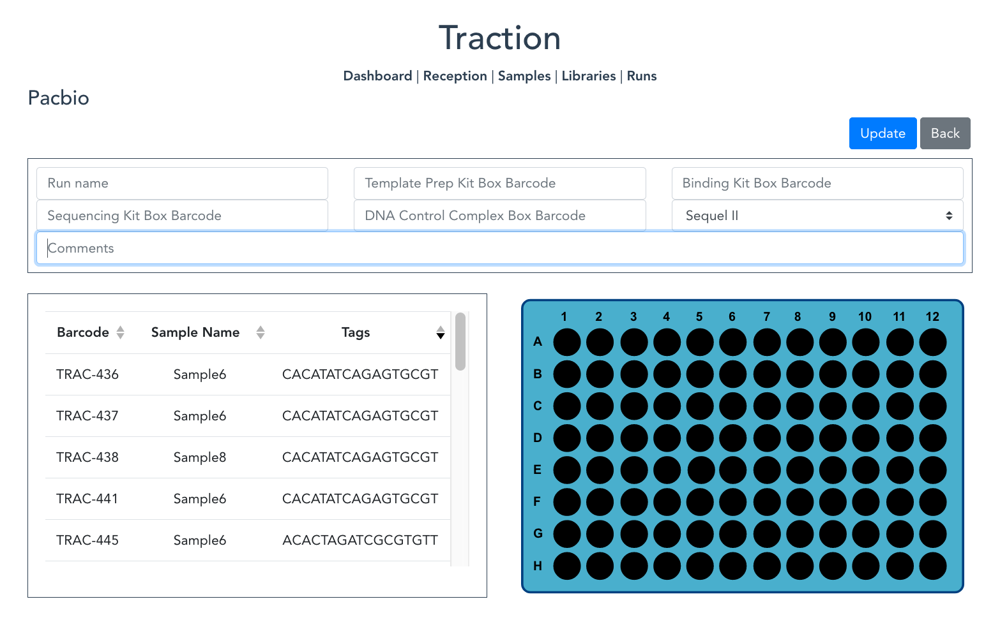 Traction
Dashboard | Reception | Samples | Libraries | Runs
Pacbio
Update Back
Run name Template Prep Kit Box Barcode Binding Kit Box Barcode
Sequencing Kit Box Barcode DNA Control Complex Box Barcode Sequel II
Comments
Barcode Sample Name Tags
TRAC-436 Sample6 CACATATCAGAGTGCGT
TRAC-437 Sample6 CACATATCAGAGTGCGT
TRAC-438 Sample8 CACATATCAGAGTGCGT
TRAC-441 Sample6 CACATATCAGAGTGCGT
TRAC-445 Sample6 ACACTAGATCGCGTGTT
1 2 3 4 5 6 7 8 9 10 11 12
A
B
C
D
E
F
G
H